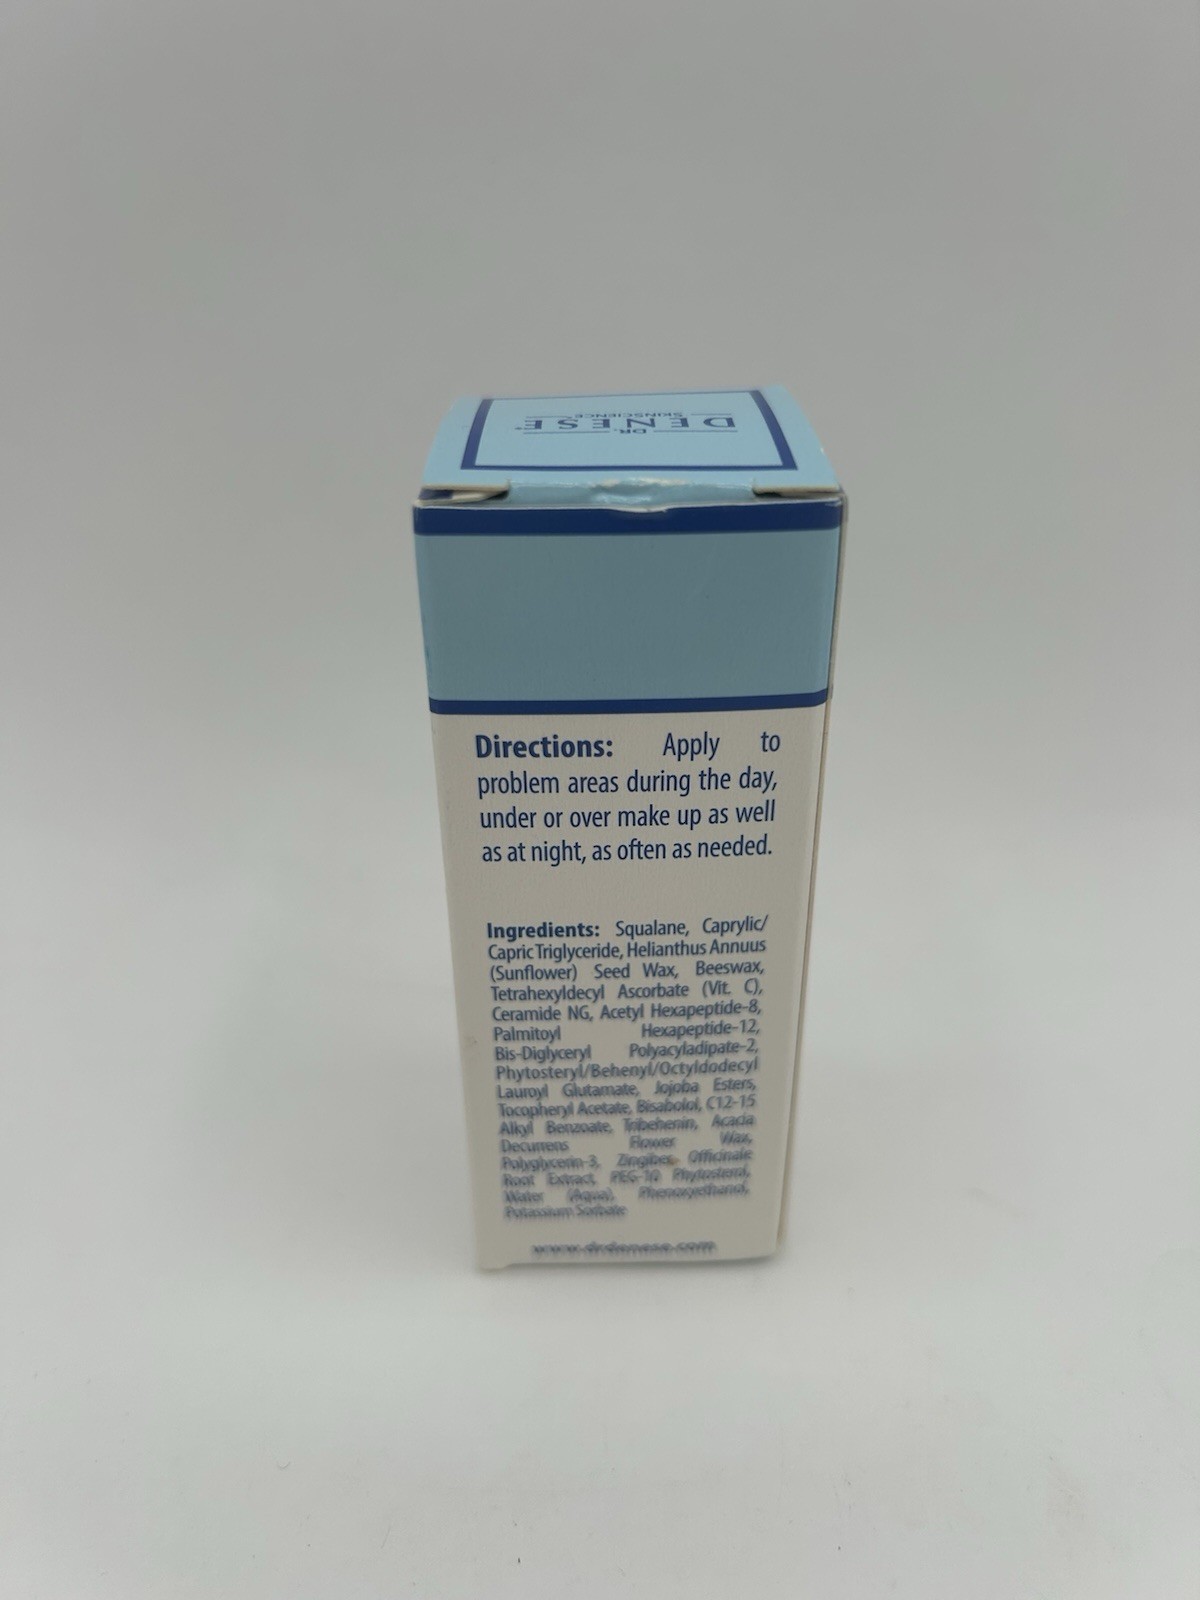 DR.
DENESE®
SKINSCIENCE™
Directions: Apply to
problem areas during the day,
under or over make up as well
as at night, as often as needed.
Ingredients: Squalane, Caprylic/
Capric Triglyceride, Helianthus Annuus
(Sunflower) Seed Wax, Beeswax,
Tetrahexyldecyl Ascorbate (Vit. C),
Ceramide NG, Acetyl Hexapeptide-8,
Palmitoyl Hexapeptide-12,
Bis-Diglyceryl Polyacyladipate-2,
Phytosteryl/Behenyl/Octyldodecyl
Lauroyl Glutamate, Jojoba Esters,
Tocopheryl Acetate, Bisabolol, C12-15
Alkyl Benzoate, Tribehenin, Acacia
Decurrens Flower Wax,
Polyglycerin-3, Zingiber Officinale
Root Extract, PEG-10 Phytosterol,
Water (Aqua), Phenoxyethanol,
Potassium Sorbate
www.drdenese.com